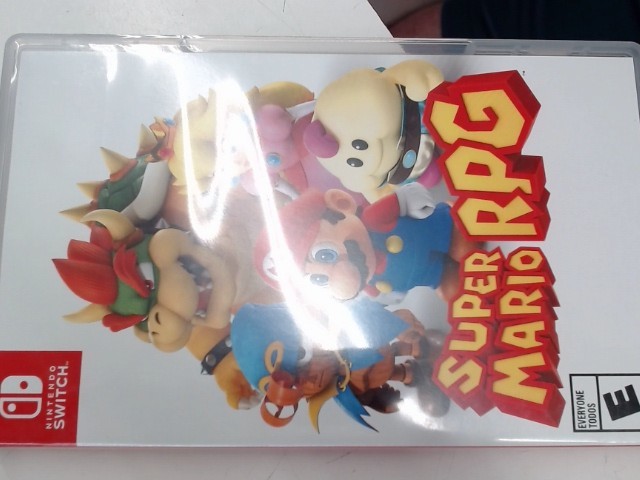 NINTENDO
SWITCH
SUPER
MARIO RPG
EVERYONE
TODOS
E